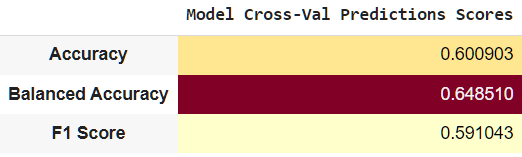 Model Cross-Val Predictions Scores
Accuracy 0.600903
Balanced Accuracy 0.648510
F1 Score 0.591043